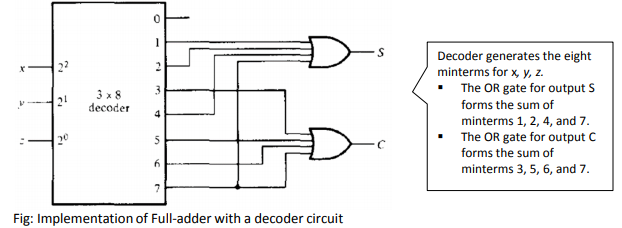 0
1
2
3
4
5
6
7
x
y
z
2²
2¹
2⁰
3 x 8
decoder
S
C
Decoder generates the eight
minterms for x, y, z.
▪ The OR gate for output S
forms the sum of
minterms 1, 2, 4, and 7.
▪ The OR gate for output C
forms the sum of
minterms 3, 5, 6, and 7.
Fig: Implementation of Full-adder with a decoder circuit